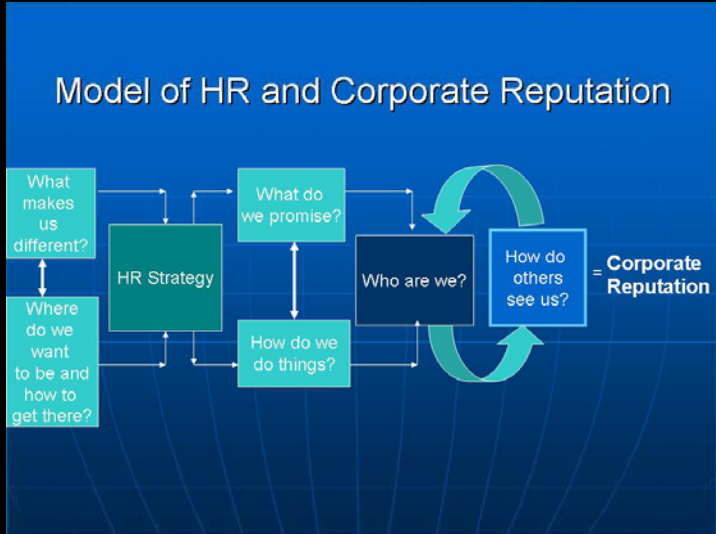 Model of HR and Corporate Reputation
What
makes
us
different?
Where
do we
want
to be and
how to
get there?
HR Strategy
What do
we promise?
How do we
do things?
Who are we?
How do
others
see us?
= Corporate
Reputation